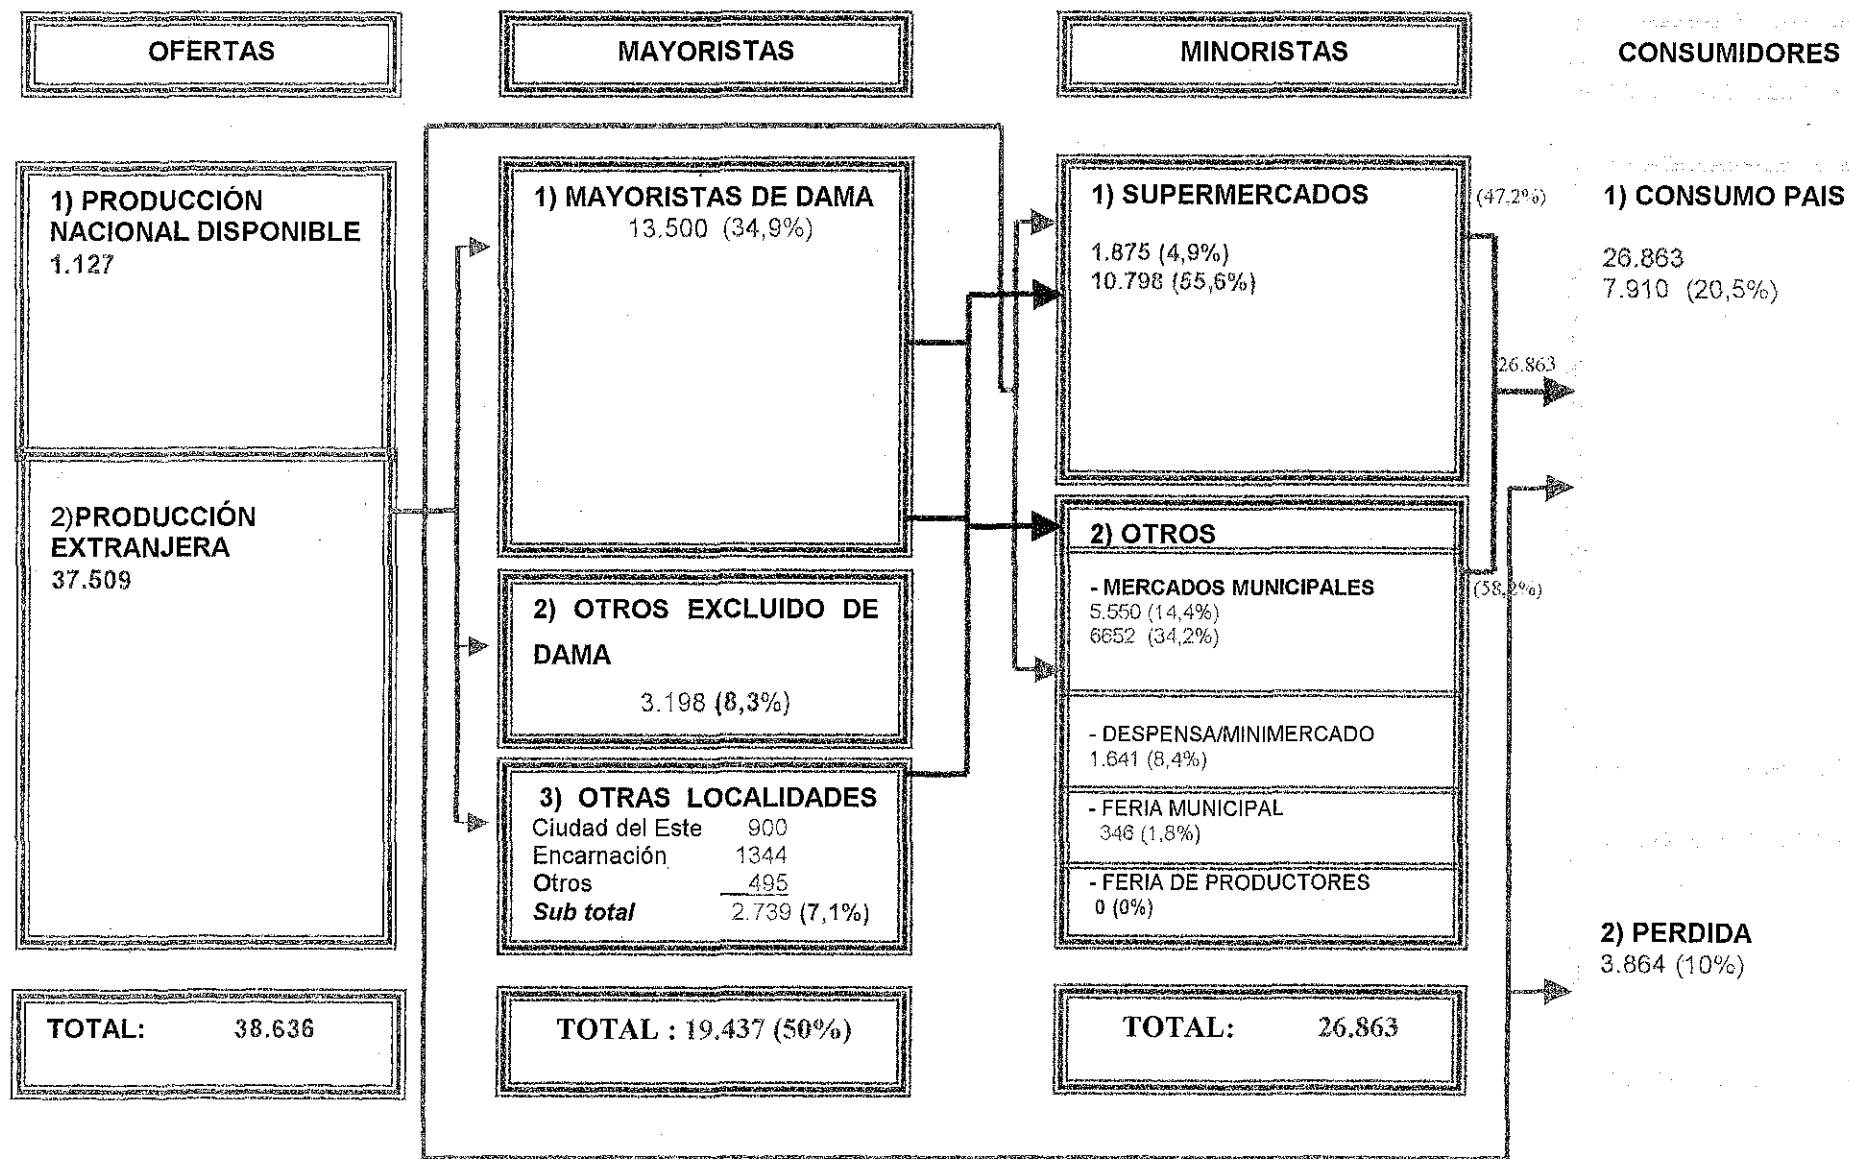 OFERTAS
MAYORISTAS
MINORISTAS
CONSUMIDORES
1) PRODUCCIÓN
NACIONAL DISPONIBLE
1.127
2)PRODUCCIÓN
EXTRANJERA
37.509
TOTAL: 38.636
1) MAYORISTAS DE DAMA
13.500 (34,9%)
2) OTROS EXCLUIDO DE
DAMA
3.198 (8,3%)
3) OTRAS LOCALIDADES
Ciudad del Este 900
Encarnación 1344
Otros 495
Sub total 2.739 (7,1%)
TOTAL : 19.437 (50%)
1) SUPERMERCADOS
1.875 (4,9%)
10.798 (55,6%)
2) OTROS
- MERCADOS MUNICIPALES
5.550 (14,4%)
6652 (34,2%)
- DESPENSA/MINIMERCADO
1.641 (8,4%)
- FERIA MUNICIPAL
346 (1,8%)
- FERIA DE PRODUCTORES
0 (0%)
TOTAL: 26.863
(47,2%)
26.863
(58,2%)
1) CONSUMO PAIS
26.863
7.910 (20,5%)
2) PERDIDA
3.864 (10%)